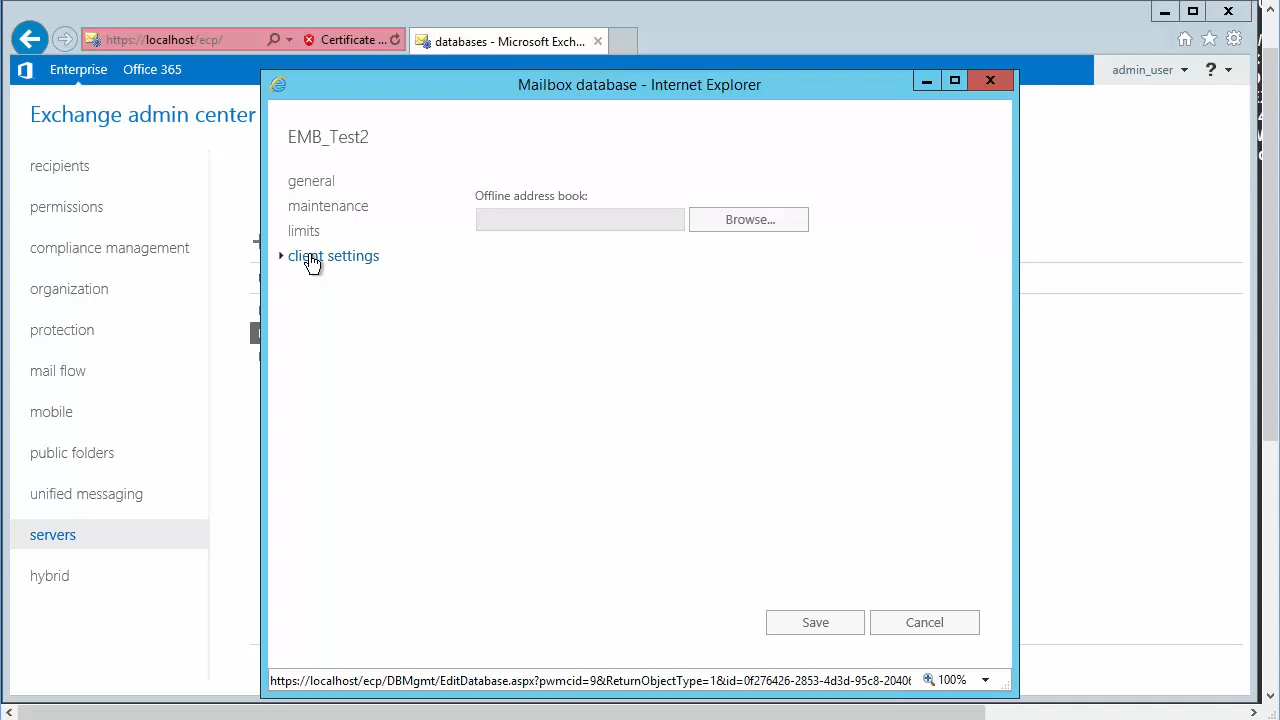 https://localhost/ecp/
Certificate ...
databases - Microsoft Exch...
Enterprise
Office 365
admin_user
?
Mailbox database - Internet Explorer
Exchange admin center
recipients
permissions
compliance management
organization
protection
mail flow
mobile
public folders
unified messaging
servers
hybrid
EMB_Test2
general
maintenance
limits
client settings
Offline address book:
Browse...
Save
Cancel
https://localhost/ecp/DBMgmt/EditDatabase.aspx?pwmcid=9&ReturnObjectType=1&id=0f276426-2853-4d3d-95c8-2040
100%